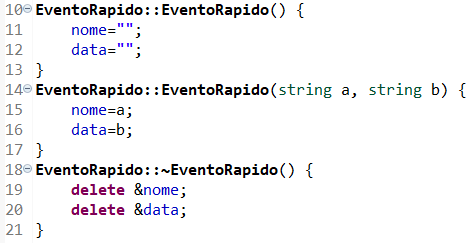 10 EventoRapido::EventoRapido() {
11     nome="";
12     data="";
13 }
14 EventoRapido::EventoRapido(string a, string b) {
15     nome=a;
16     data=b;
17 }
18 EventoRapido::~EventoRapido() {
19     delete &nome;
20     delete &data;
21 }